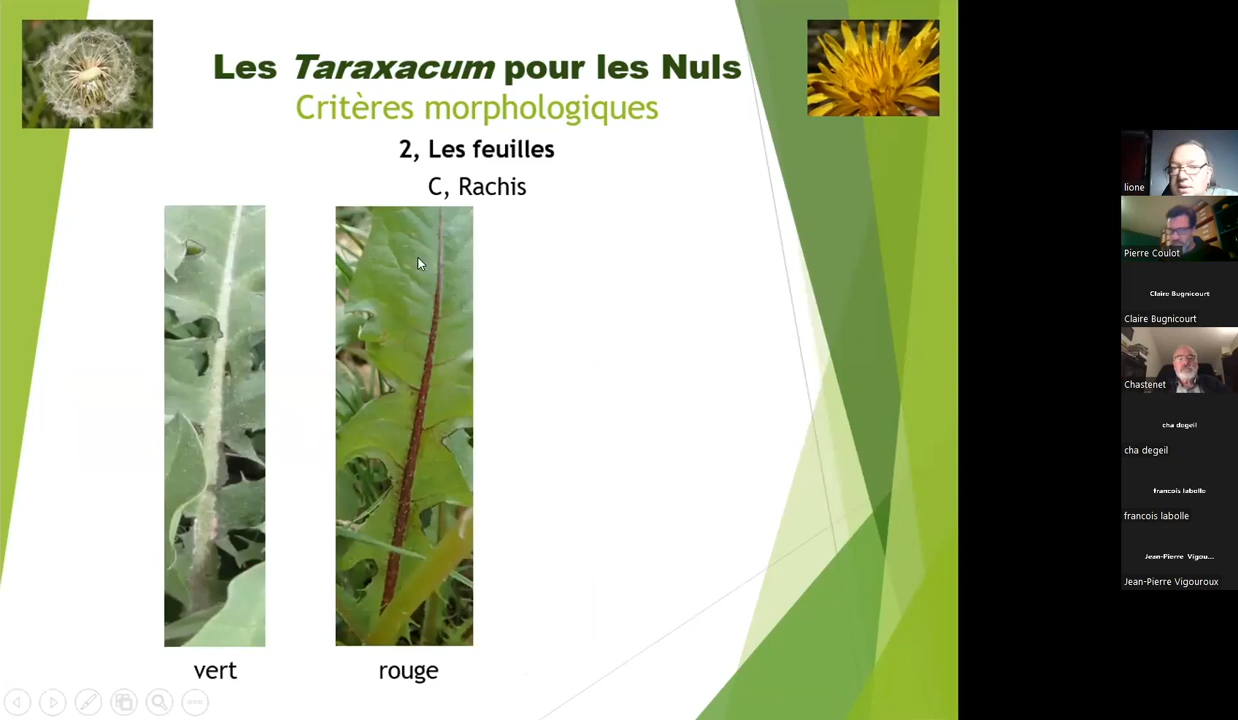 Les Taraxacum pour les Nuls
Critères morphologiques
2, Les feuilles
C, Rachis
vert
rouge
lione
Pierre Coulot
Claire Bugnicourt
Claire Bugnicourt
Chastenet
cha degeil
cha degeil
francois labolle
francois labolle
Jean-Pierre Vigou...
Jean-Pierre Vigouroux